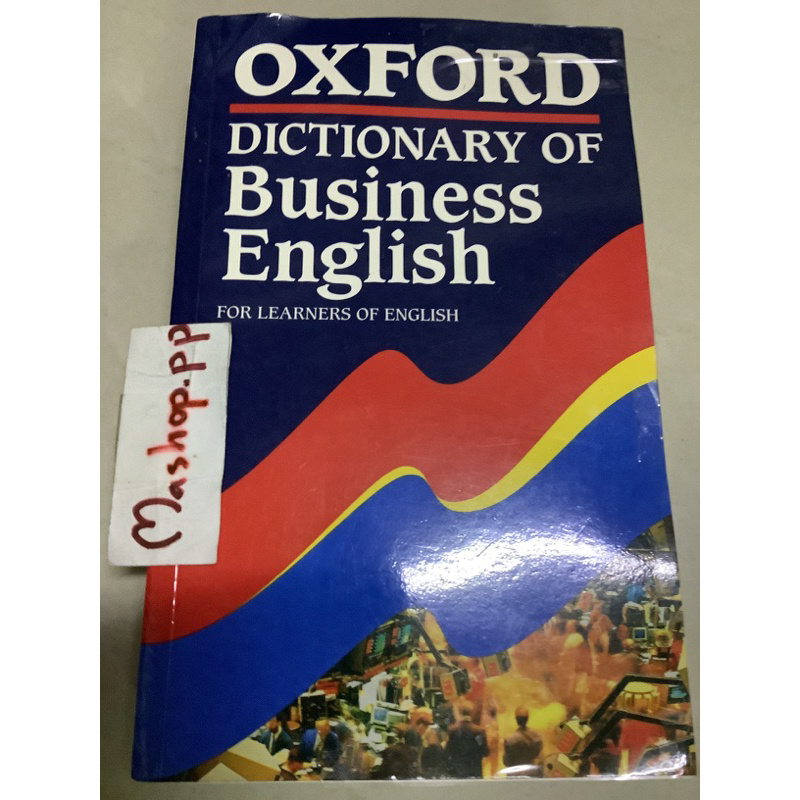 OXFORD
DICTIONARY OF
Business
English
FOR LEARNERS OF ENGLISH
Mashop.pp